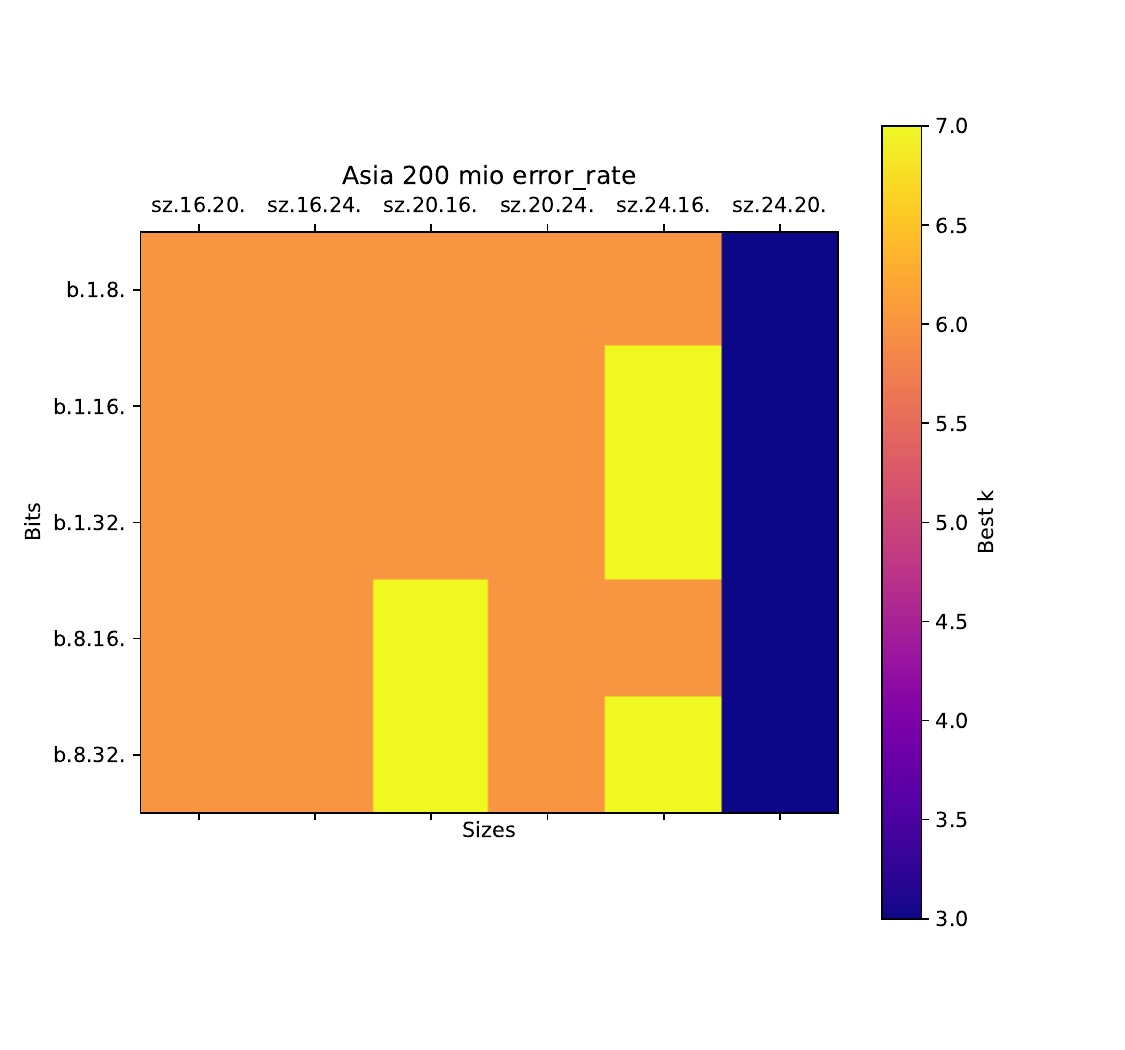 Asia 200 mio error_rate
sz.16.20. sz.16.24. sz.20.16. sz.20.24. sz.24.16. sz.24.20.
b.1.8.
b.1.16.
b.1.32.
b.8.16.
b.8.32.
Bits
Sizes
7.0
6.5
6.0
5.5
5.0
4.5
4.0
3.5
3.0
Best k